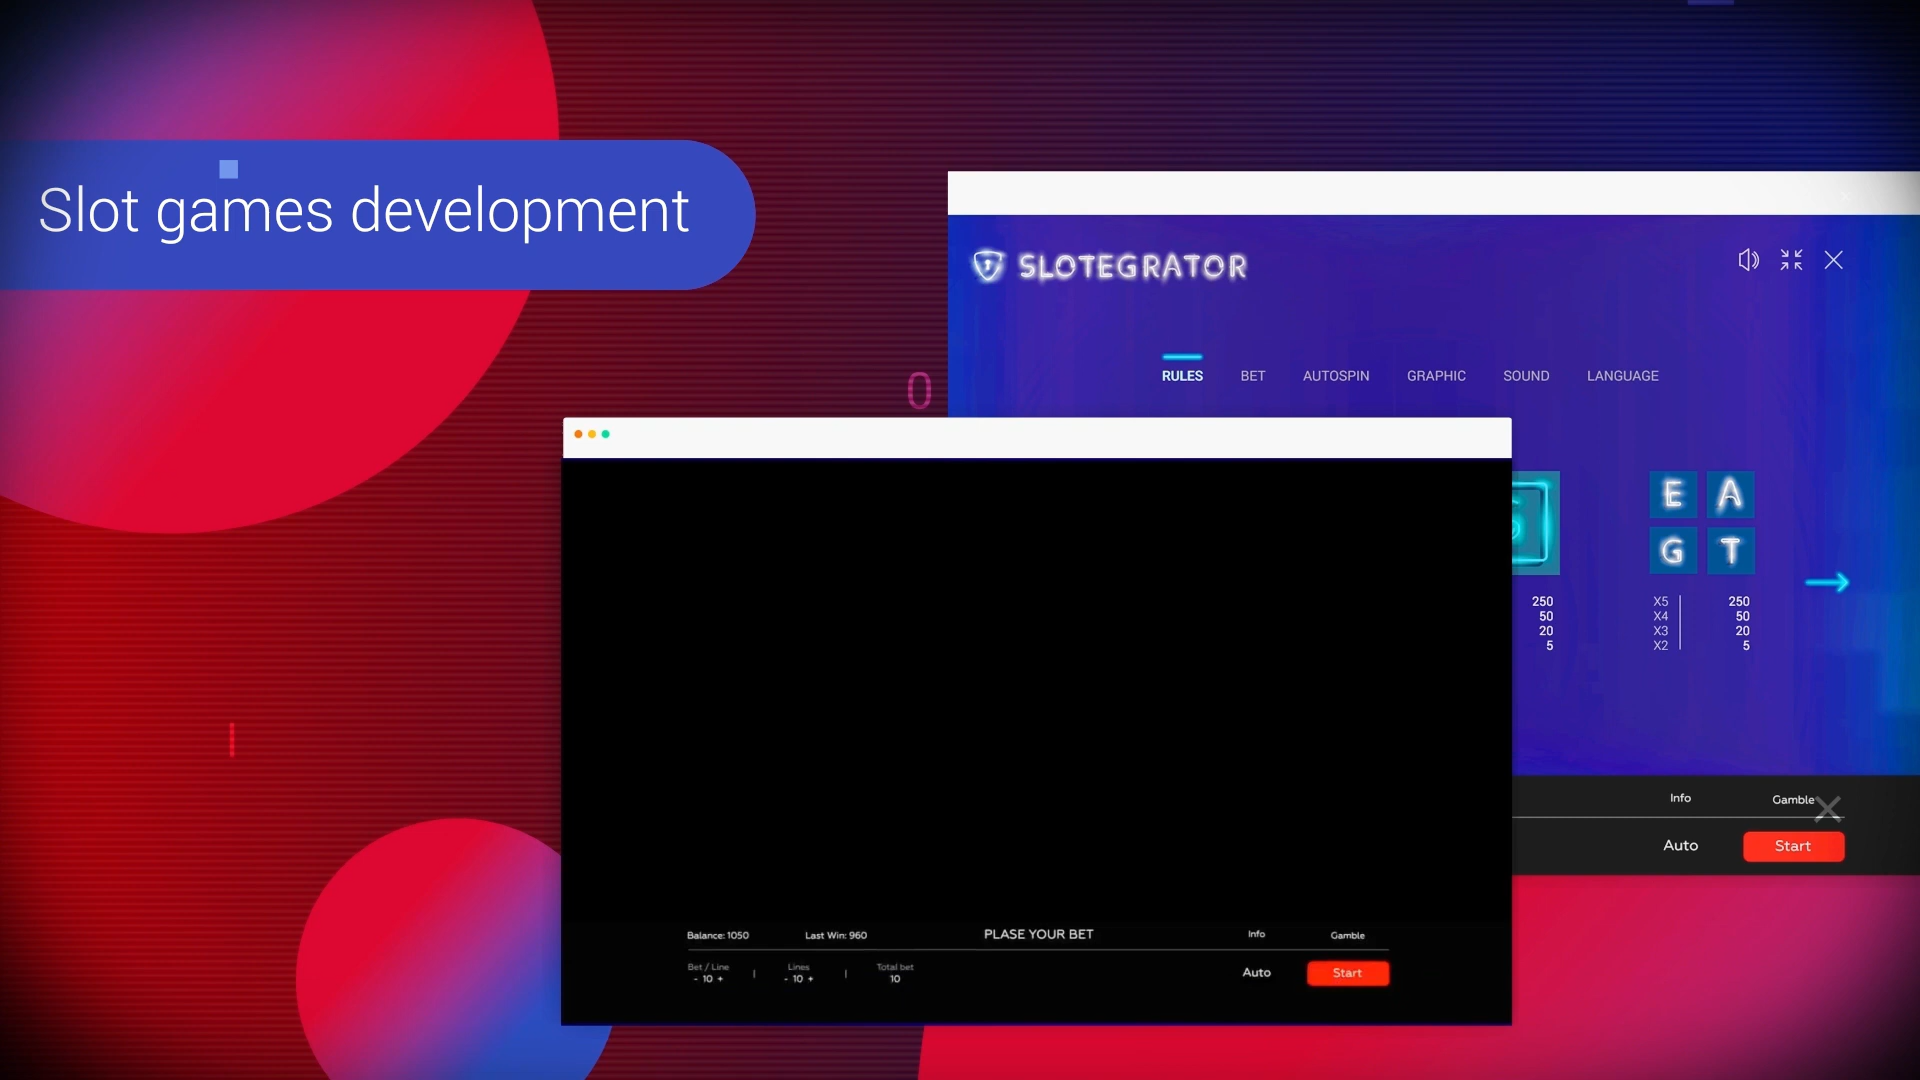 Slot games development
SLOTEGRATOR
RULES BET AUTOSPIN GRAPHIC SOUND LANGUAGE
0
E A
G T
250
50
20
5
X5 250
X4 50
X3 20
X2 5
Info Gamble
Auto Start
Balance: 1050 Last Win: 960 PLASE YOUR BET Info Gamble
Bet / Line | Lines | Total bet
- 10 + - 10 + 10
Auto Start